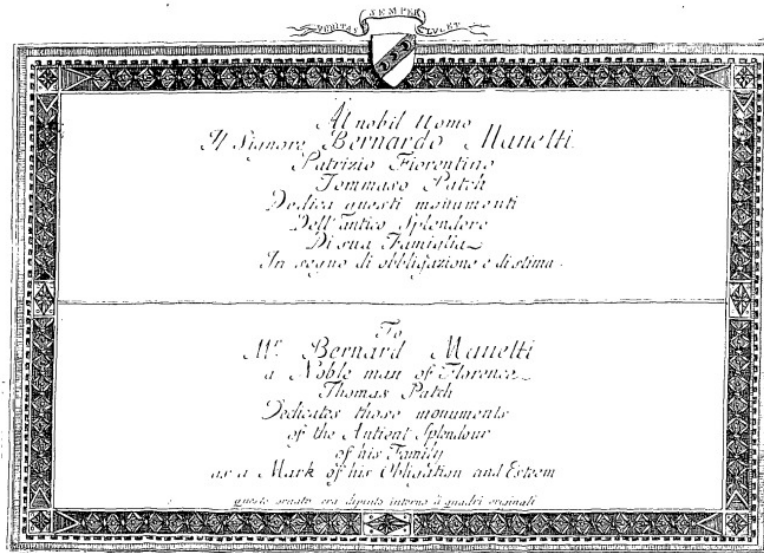 VERITAS SEMPER LUCET
Al nobil Uomo
Il Signore Bernardo Manetti
Patrizio Fiorentino
Tommaso Patch
Dedica questi monumenti
Dell'antico Splendore
Di sua Famiglia
In segno di obbligazione e di stima.
To
Mr. Bernard Manetti
a Noble man of Florence
Thomas Patch
Dedicates these monuments
of the Antient Splendour
of his Family
as a Mark of his Obligation and Esteem
questo ornato era dipinto intorno à quadri originali